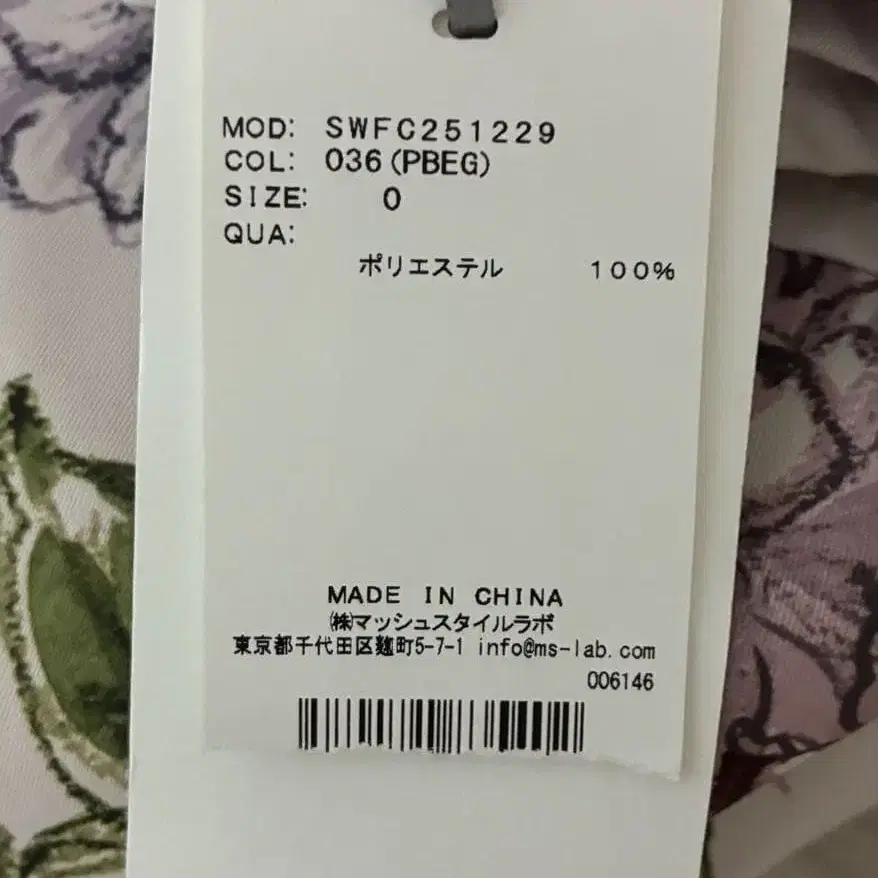 MOD: SWFC251229
COL: 036(PBEG)
SIZE: 0
QUA:
ポリエステル 100%
MADE IN CHINA
㈱マッシュスタイルラボ
東京都千代田区麹町5-7-1 info@ms-lab.com
006146